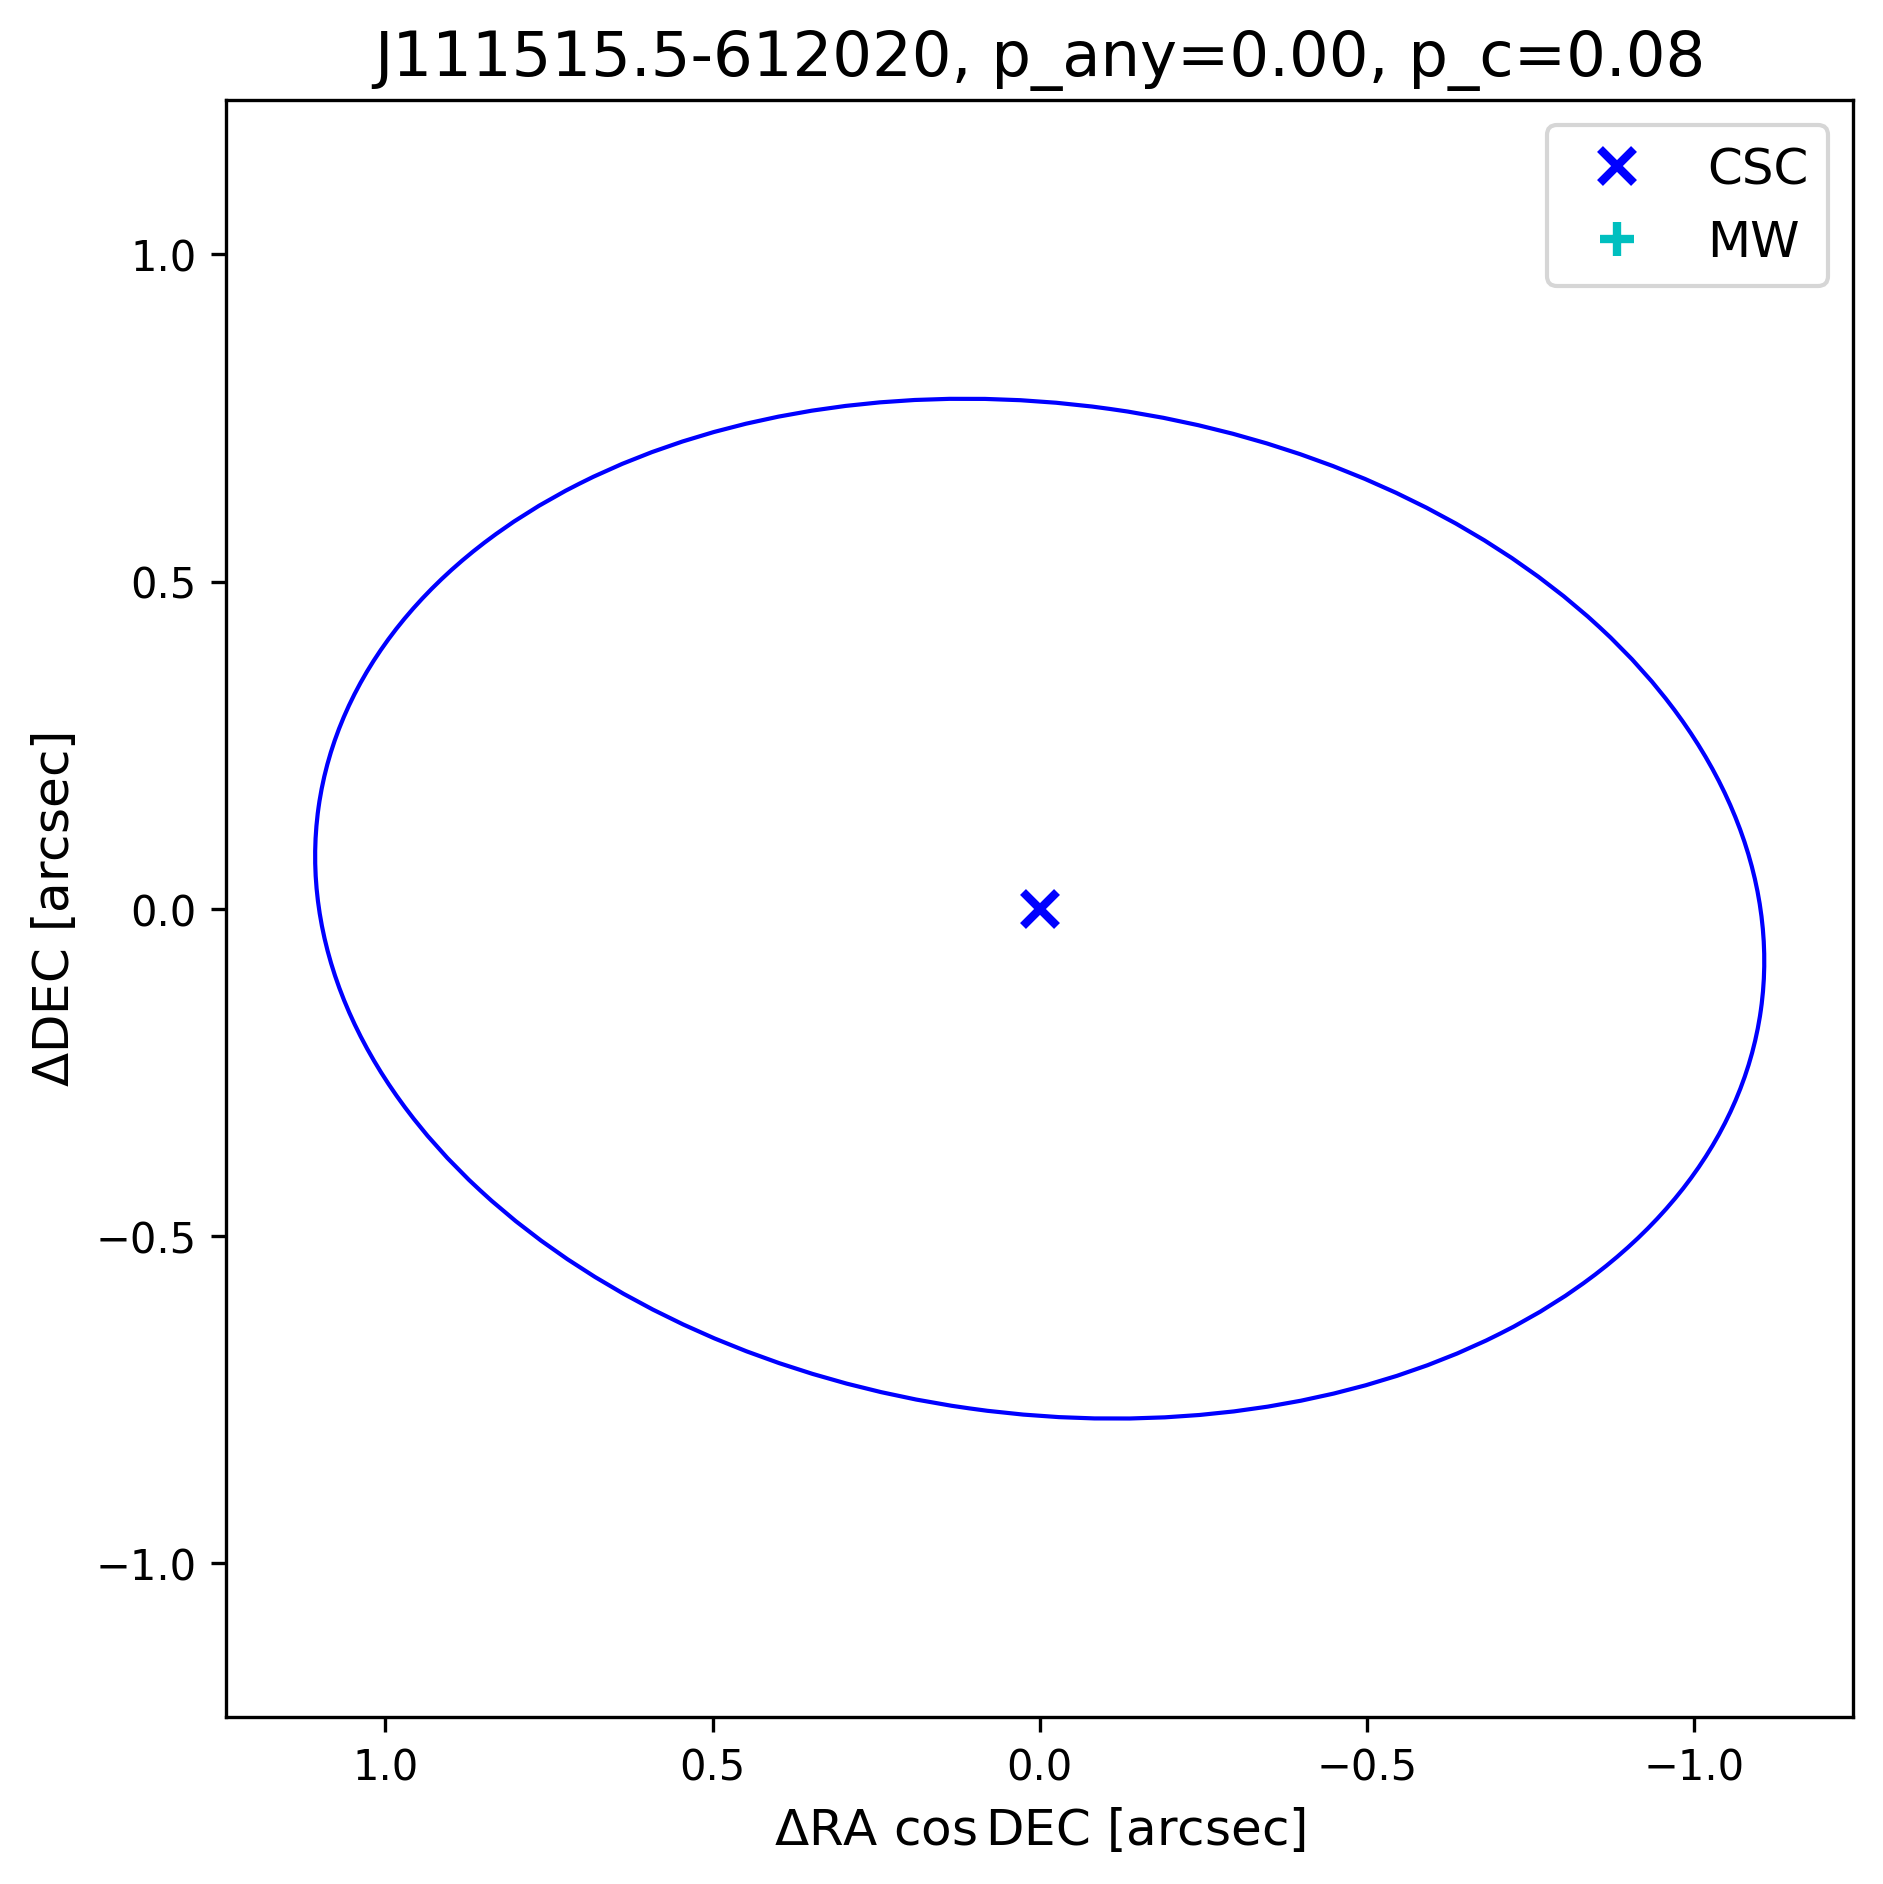 J111515.5-612020, p_any=0.00, p_c=0.08
CSC
MW
1.0
0.5
0.0
−0.5
−1.0
ΔDEC [arcsec]
1.0 0.5 0.0 −0.5 −1.0
ΔRA cos DEC [arcsec]